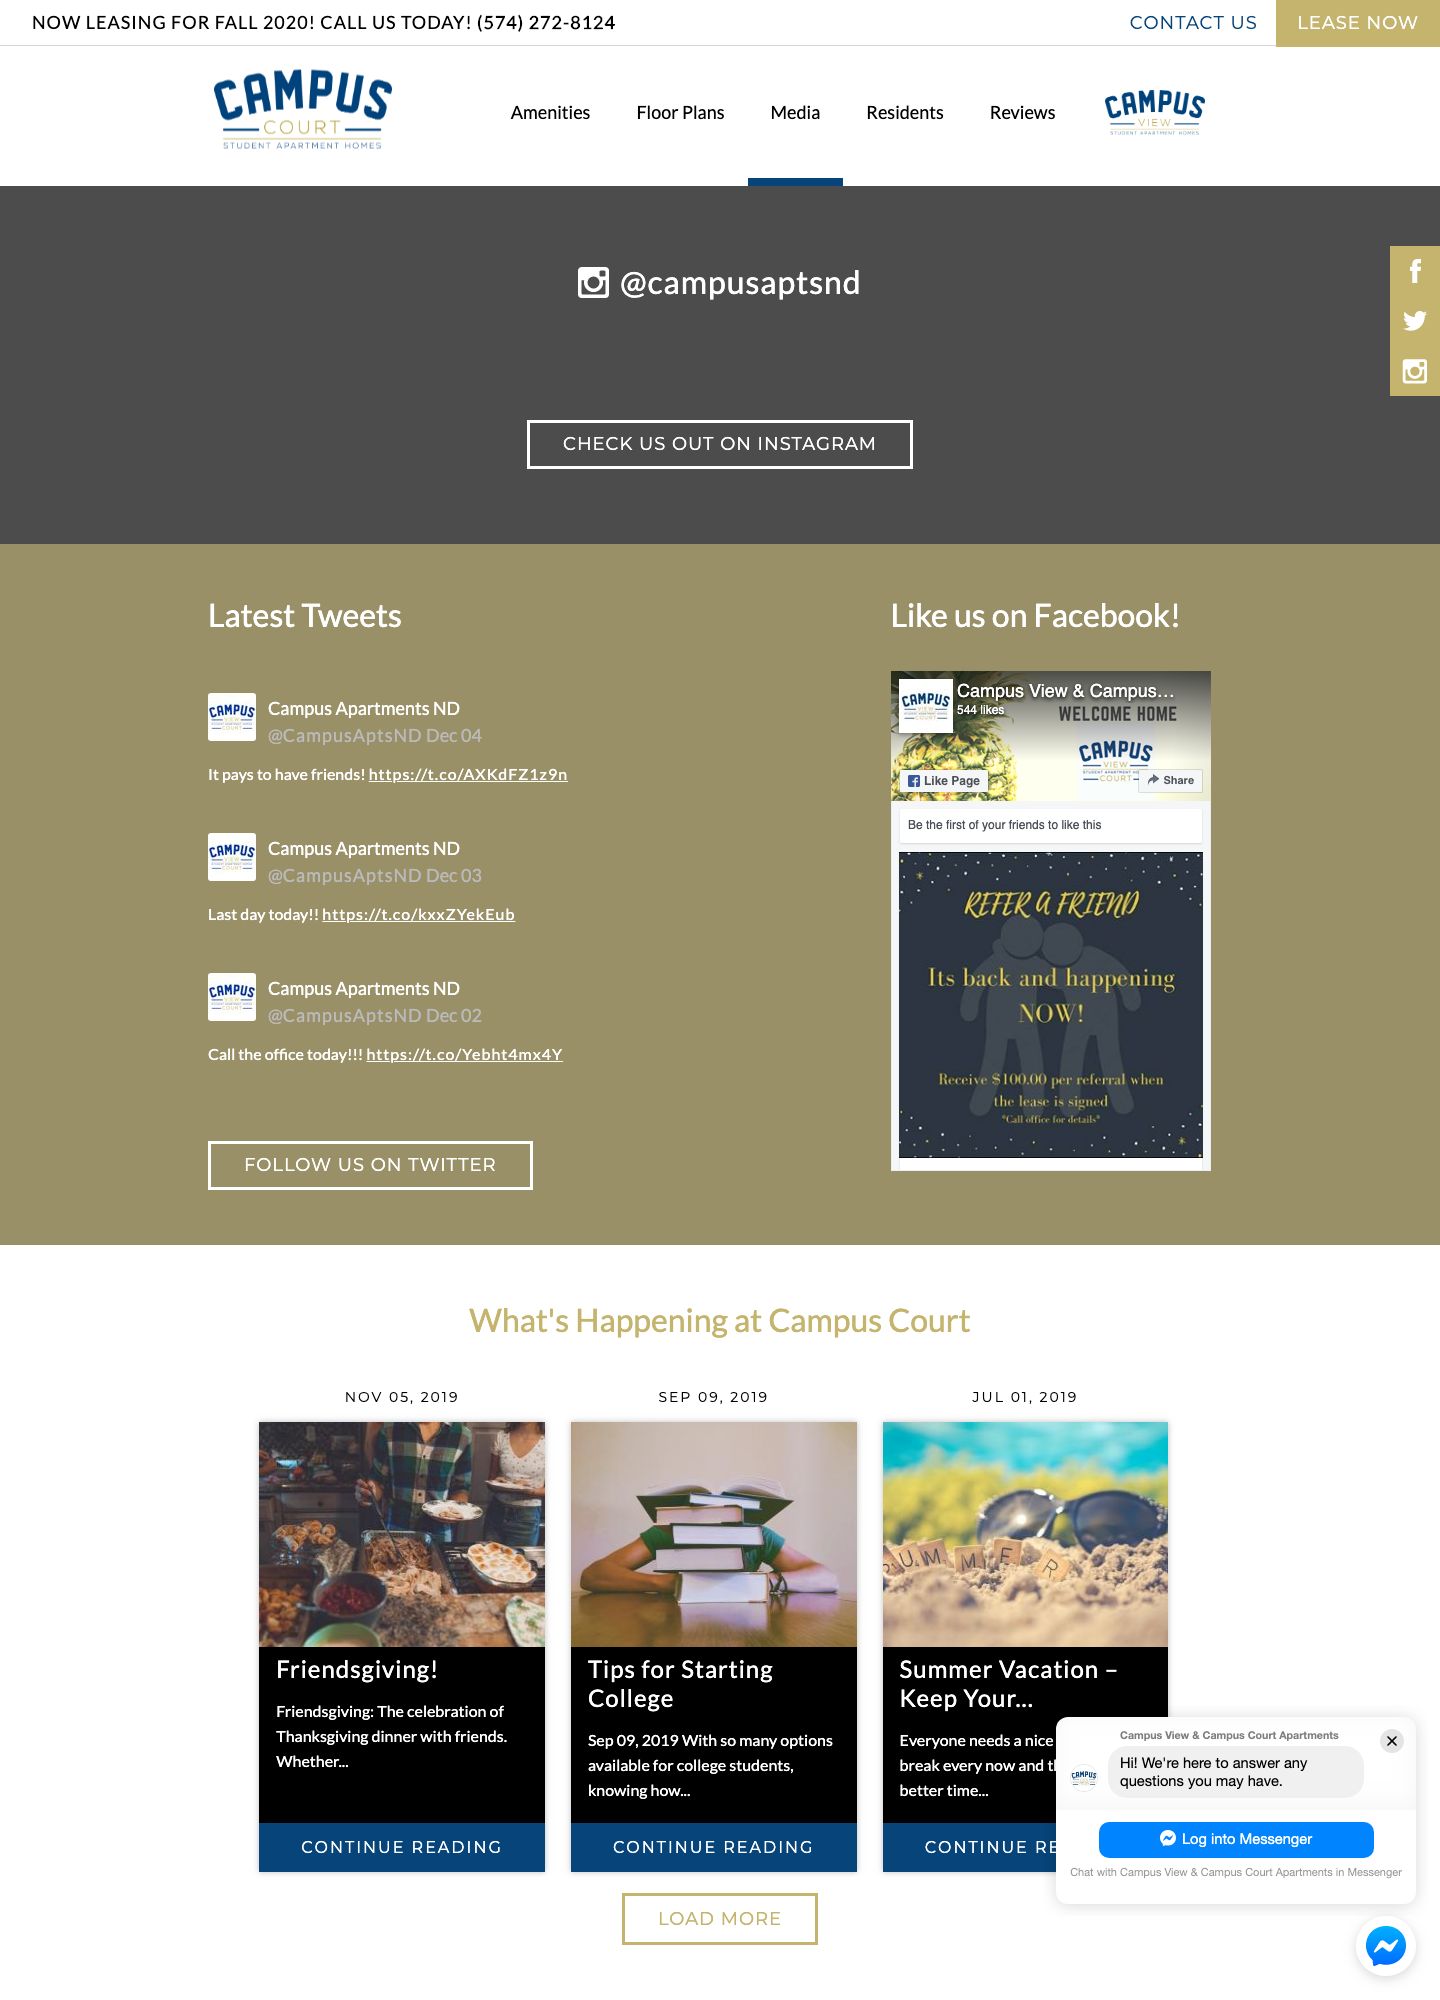 NOW LEASING FOR FALL 2020! CALL US TODAY! (574) 272-8124
CONTACT US
LEASE NOW
CAMPUS
COURT
STUDENT APARTMENT HOMES
Amenities
Floor Plans
Media
Residents
Reviews
CAMPUS
VIEW
STUDENT APARTMENT HOMES
@campusaptsnd
CHECK US OUT ON INSTAGRAM
Latest Tweets
Campus Apartments ND
@CampusAptsND Dec 04
It pays to have friends! https://t.co/AXKdFZ1z9n
Campus Apartments ND
@CampusAptsND Dec 03
Last day today!! https://t.co/kxxZYekEub
Campus Apartments ND
@CampusAptsND Dec 02
Call the office today!!! https://t.co/Yebht4mx4Y
FOLLOW US ON TWITTER
Like us on Facebook!
CAMPUS
VIEW
COURT
Campus View & Campus...
544 likes
WELCOME HOME
CAMPUS
VIEW
COURT
Like Page
Share
Be the first of your friends to like this
REFER A FRIEND
Its back and happening
NOW!
Receive $100.00 per referral when
the lease is signed
*Call office for details*
What's Happening at Campus Court
NOV 05, 2019
Friendsgiving!
Friendsgiving: The celebration of
Thanksgiving dinner with friends.
Whether...
CONTINUE READING
SEP 09, 2019
Tips for Starting
College
Sep 09, 2019 With so many options
available for college students,
knowing how...
CONTINUE READING
JUL 01, 2019
UMMER
Summer Vacation –
Keep Your...
Everyone needs a nice
break every now and th
better time...
CONTINUE RE
LOAD MORE
Campus View & Campus Court Apartments
Hi! We're here to answer any
questions you may have.
Log into Messenger
Chat with Campus View & Campus Court Apartments in Messenger